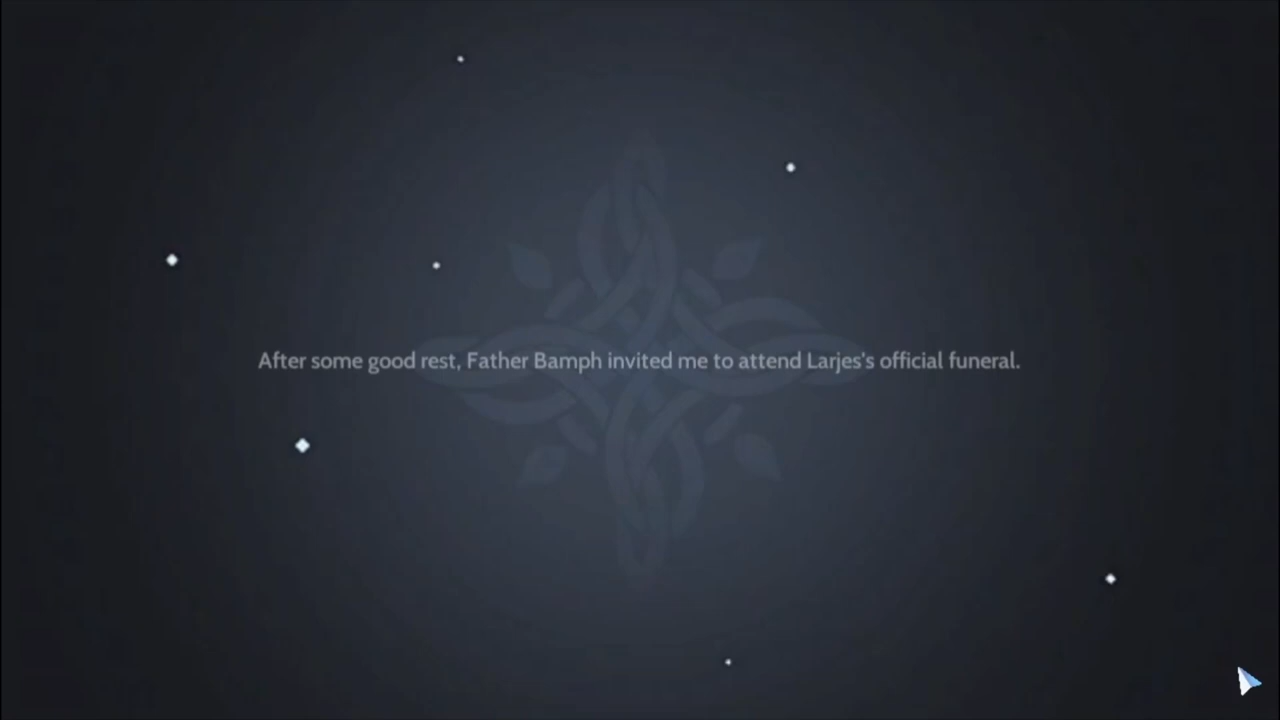 After some good rest, Father Bamph invited me to attend Larjes's official funeral.